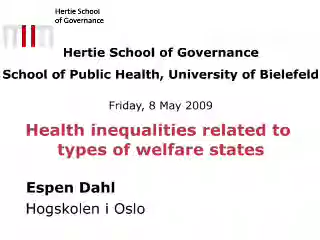 Hertie School
of Governance
Hertie School of Governance
School of Public Health, University of Bielefeld
Friday, 8 May 2009
Health inequalities related to
types of welfare states
Espen Dahl
Hogskolen i Oslo